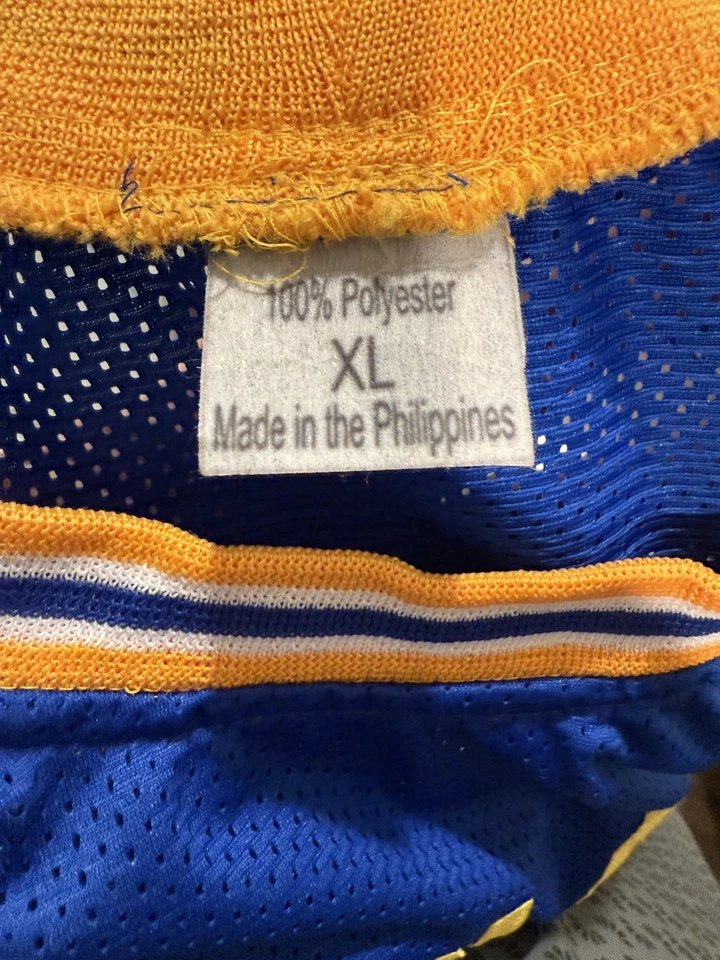 100% Polyester
XL
Made in the Philippines